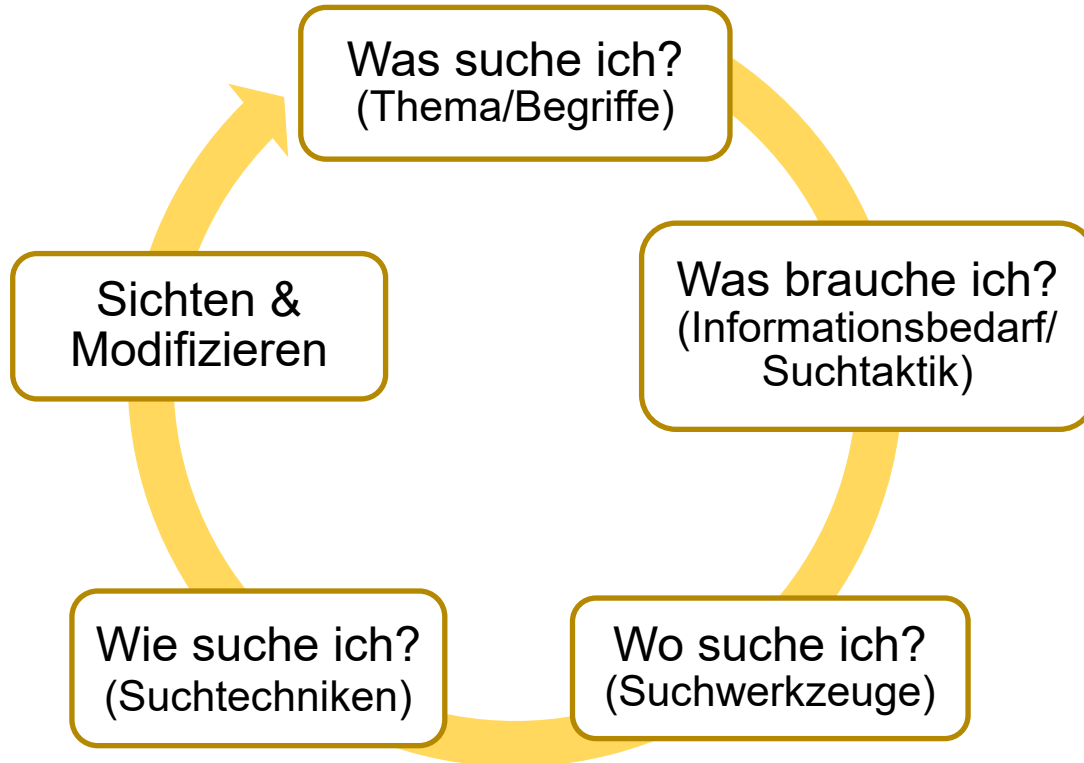 Was suche ich?
(Thema/Begriffe)
Was brauche ich?
(Informationsbedarf/
Suchtaktik)
Wo suche ich?
(Suchwerkzeuge)
Wie suche ich?
(Suchtechniken)
Sichten &
Modifizieren